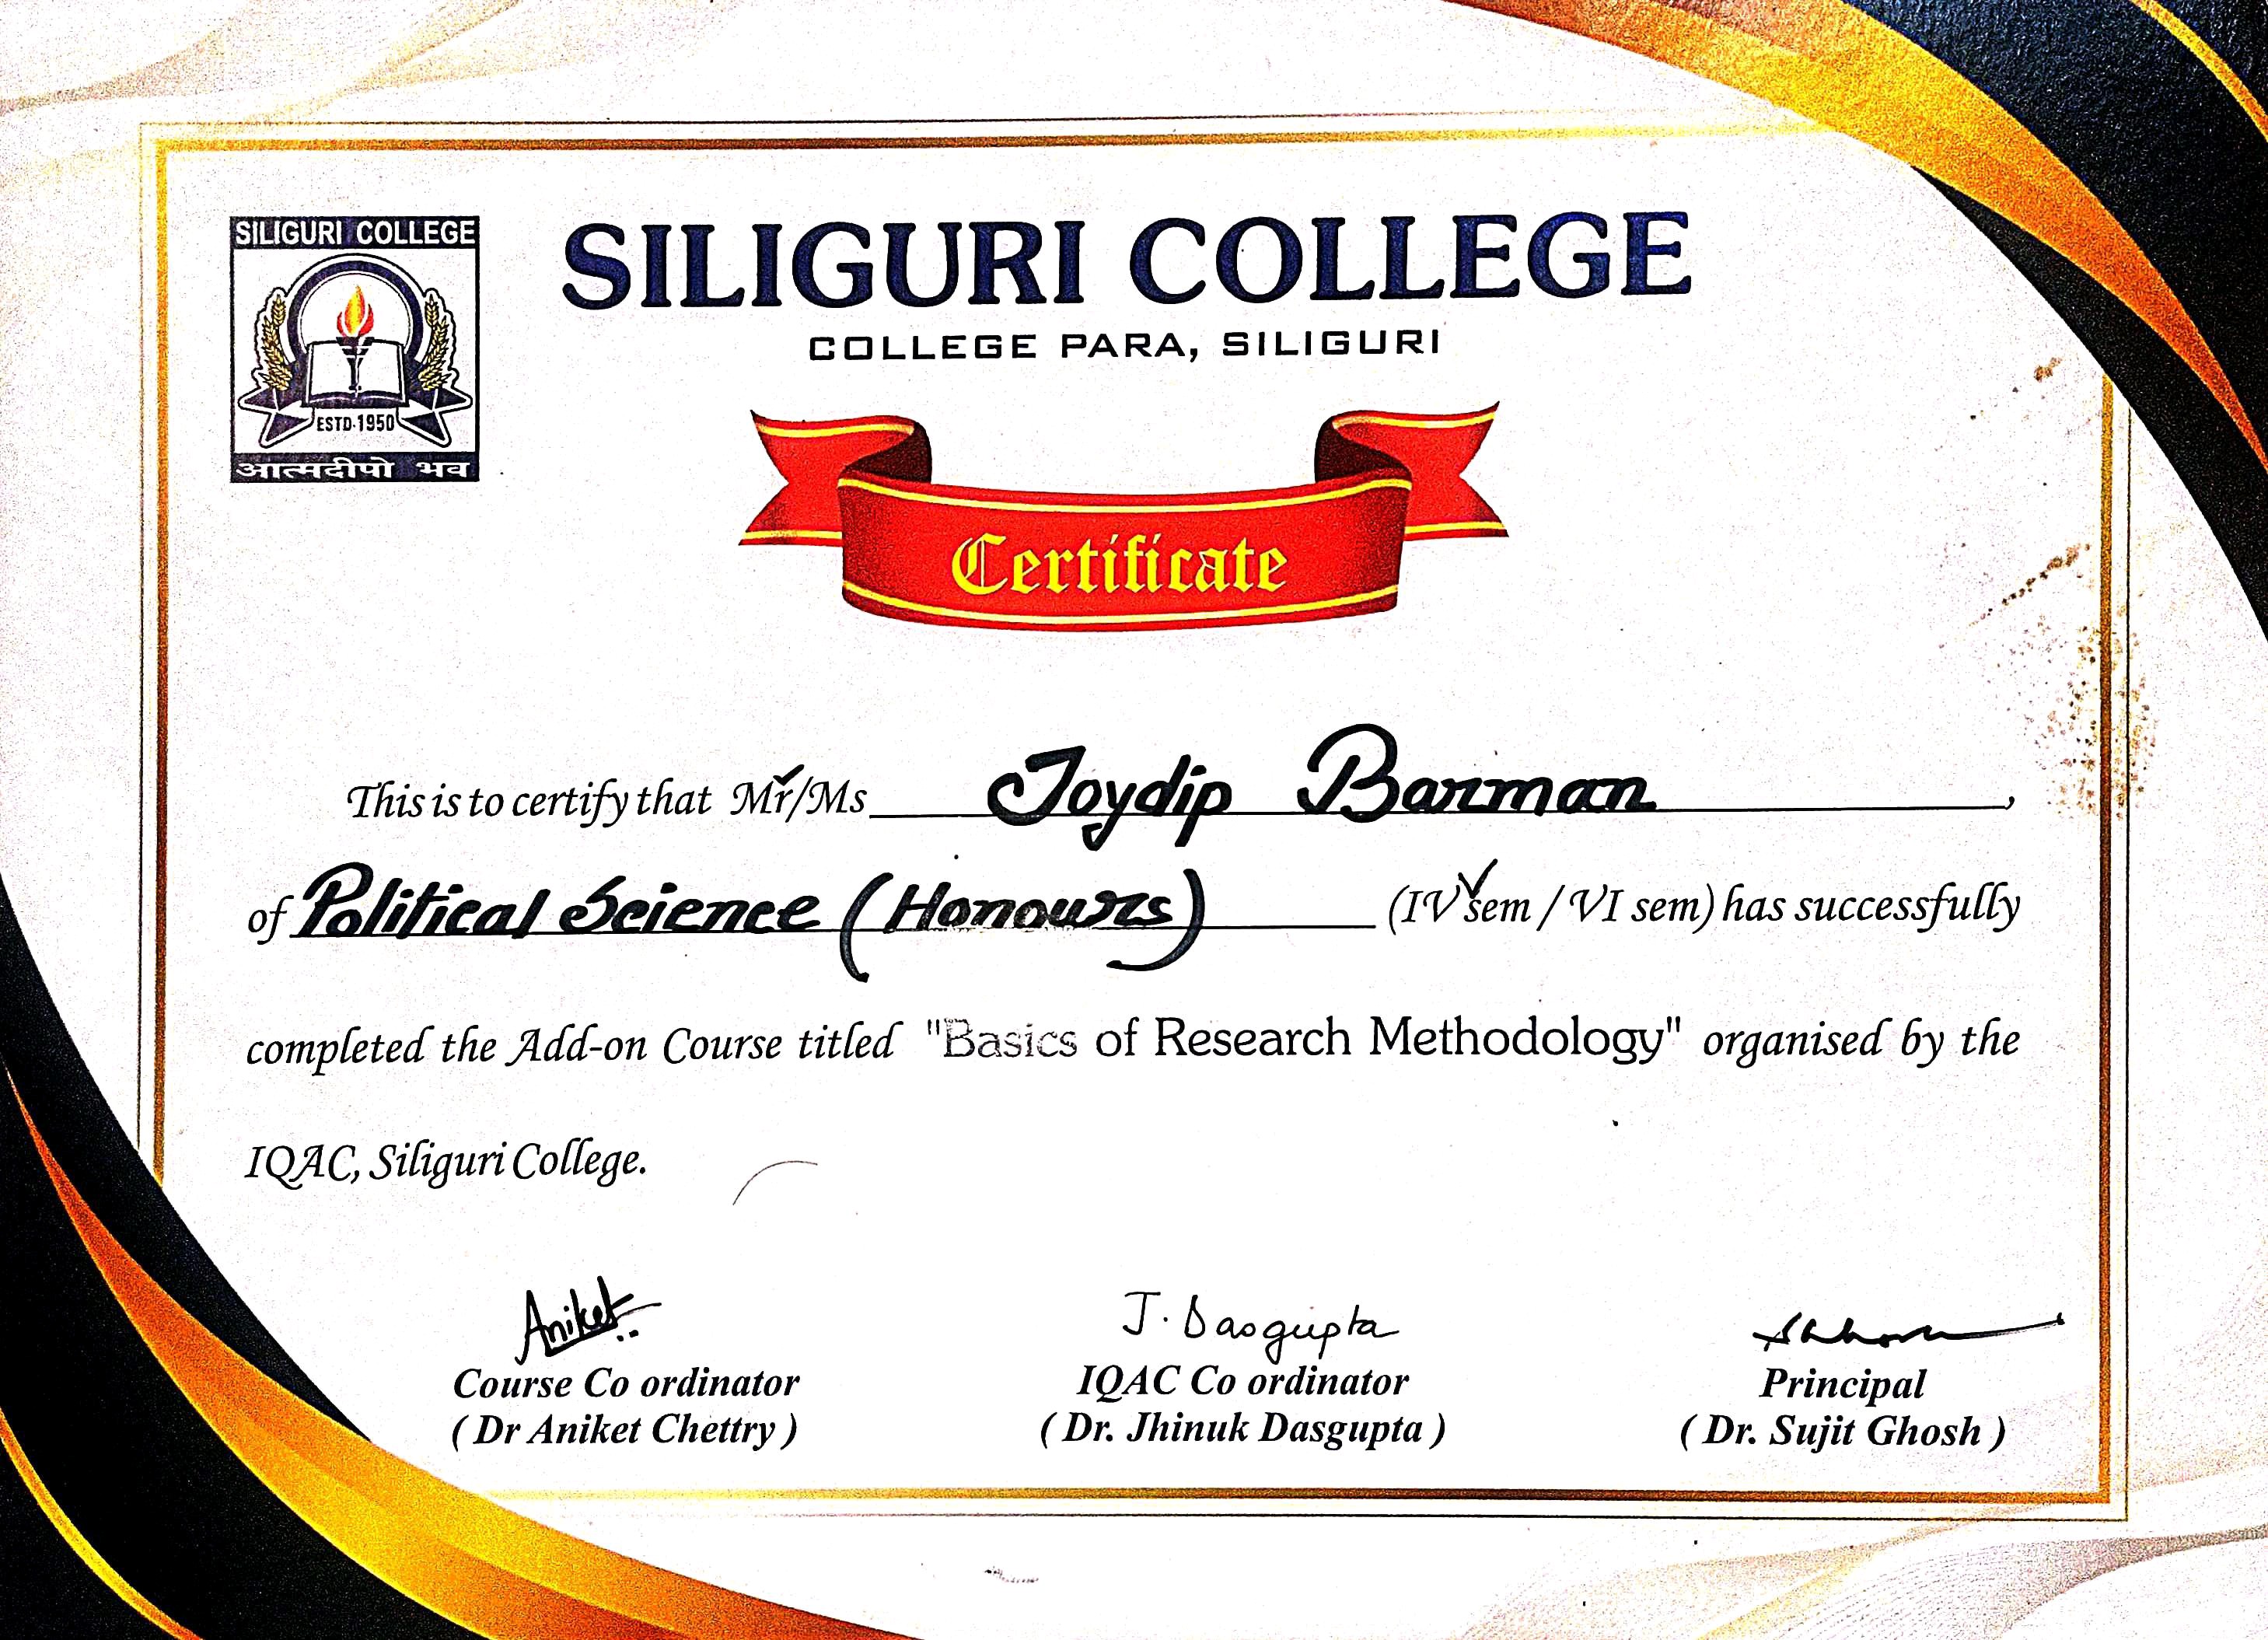 SILIGURI COLLEGE
ESTD-1950
आत्मदीपो भव
SILIGURI COLLEGE
COLLEGE PARA, SILIGURI
Certificate
This is to certify that Mr/Ms Joydip Barman,
of Political Science (Honours) (IV sem / VI sem) has successfully
completed the Add-on Course titled "Basics of Research Methodology" organised by the
IQAC, Siliguri College.
Aniket
J. Dasgupta
Course Co ordinator
IQAC Co ordinator
Principal
( Dr Aniket Chettry )
( Dr. Jhinuk Dasgupta )
( Dr. Sujit Ghosh )